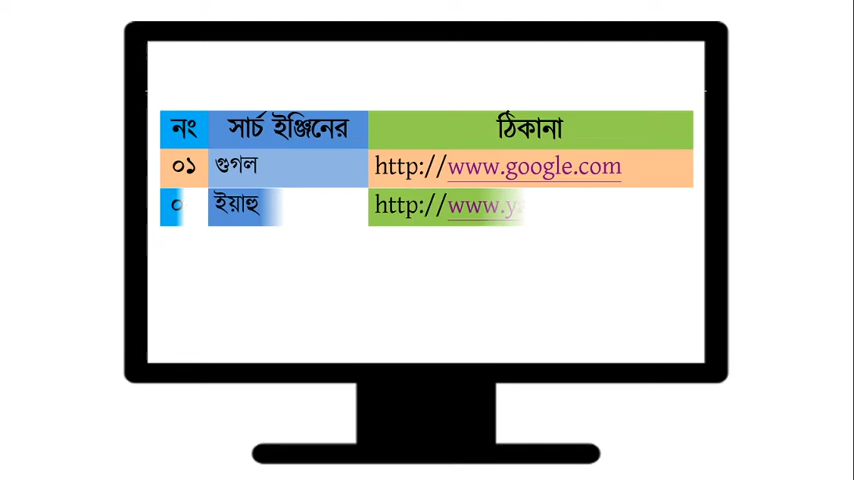 নং সার্চ ইঞ্জিনের ঠিকানা
০১ গুগল http://www.google.com
ইয়াহু http://www.